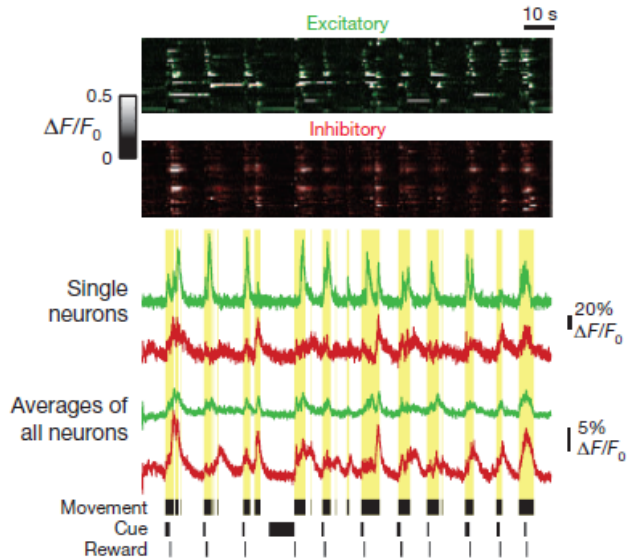 10 s
Excitatory
0.5
ΔF/F0
0
Inhibitory
Single
neurons
20%
ΔF/F0
Averages of
all neurons
5%
ΔF/F0
Movement
Cue
Reward